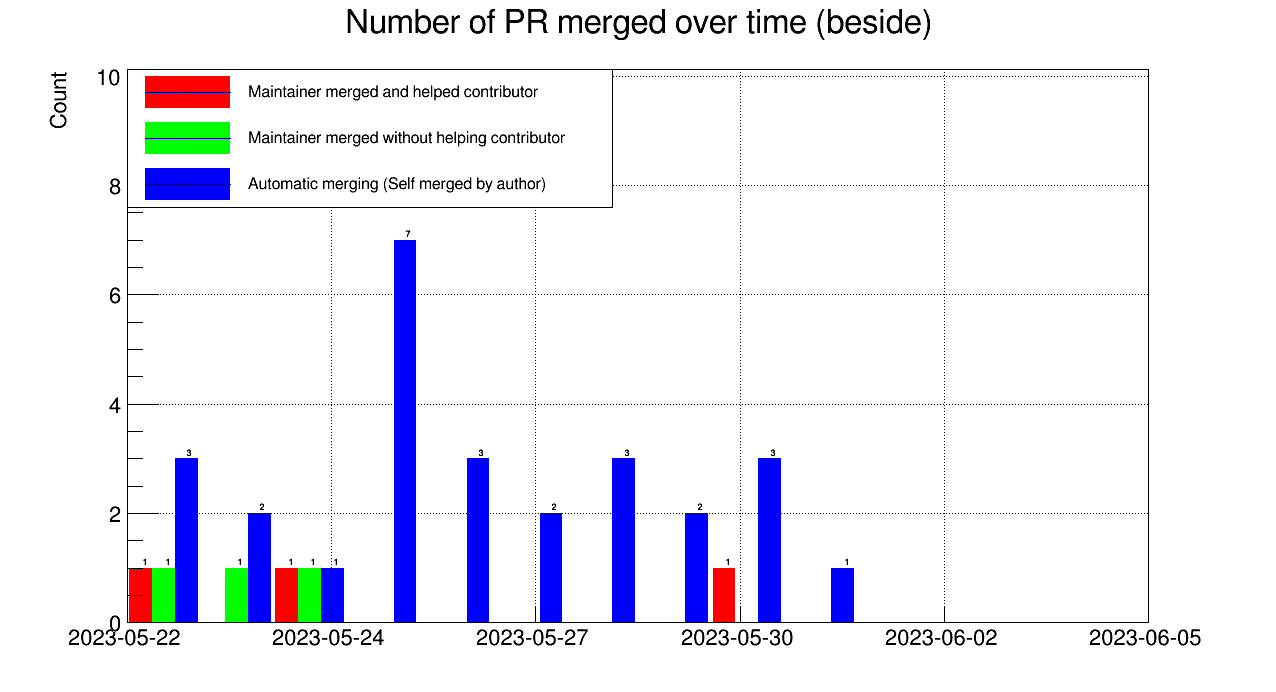 Number of PR merged over time (beside)
Count
10
8
6
4
2
0
Maintainer merged and helped contributor
Maintainer merged without helping contributor
Automatic merging (Self merged by author)
1 1 3 1 2 1 1 1 7 3 2 3 2 1 3 1
2023-05-22 2023-05-24 2023-05-27 2023-05-30 2023-06-02 2023-06-05